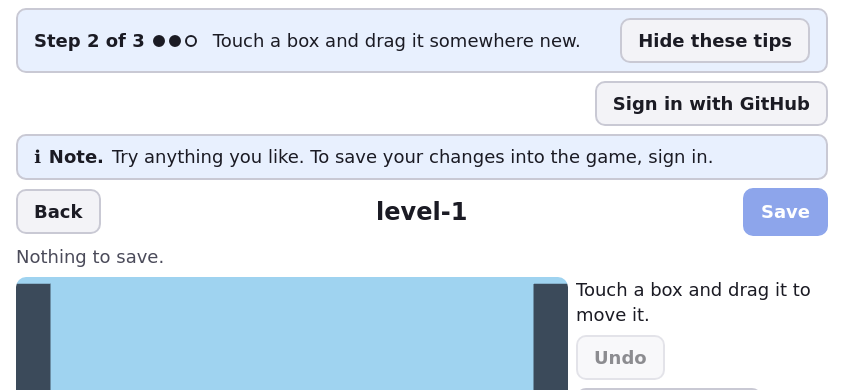 Step 2 of 3 Touch a box and drag it somewhere new. Hide these tips
Sign in with GitHub
ℹ Note. Try anything you like. To save your changes into the game, sign in.
Back level-1 Save
Nothing to save.
Touch a box and drag it to
move it.
Undo